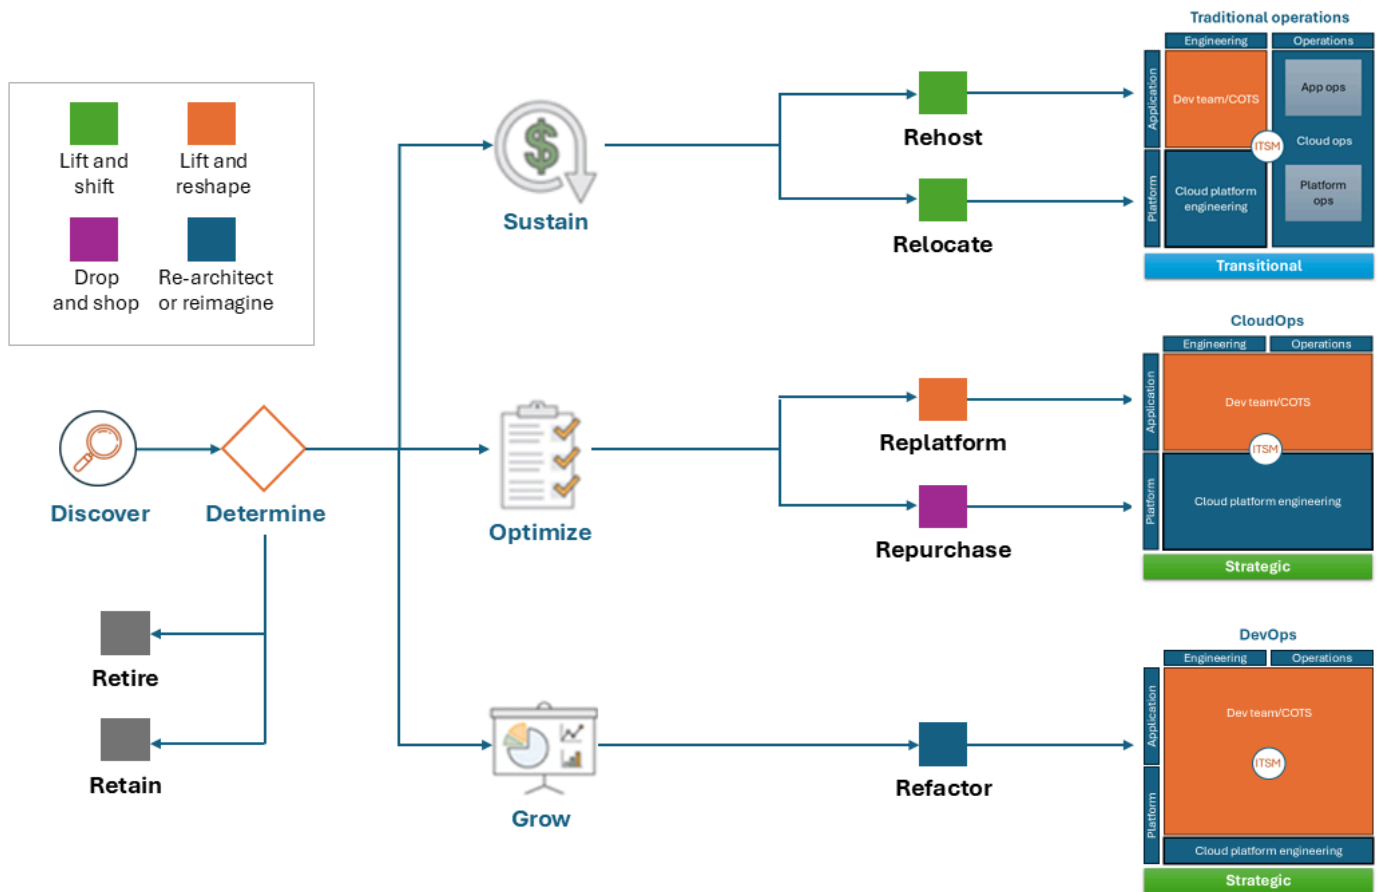 Traditional operations
Engineering
Operations
Application
Dev team/COTS
App ops
ITSM
Cloud ops
Platform
Cloud platform
engineering
Platform
ops
Transitional
Lift and
shift
Lift and
reshape
Drop
and shop
Re-architect
or reimagine
Sustain
Rehost
Relocate
CloudOps
Engineering
Operations
Application
Dev team/COTS
ITSM
Platform
Cloud platform engineering
Strategic
Discover
Determine
Optimize
Replatform
Repurchase
Retire
Retain
Grow
Refactor
DevOps
Engineering
Operations
Application
Dev team/COTS
ITSM
Platform
Cloud platform engineering
Strategic